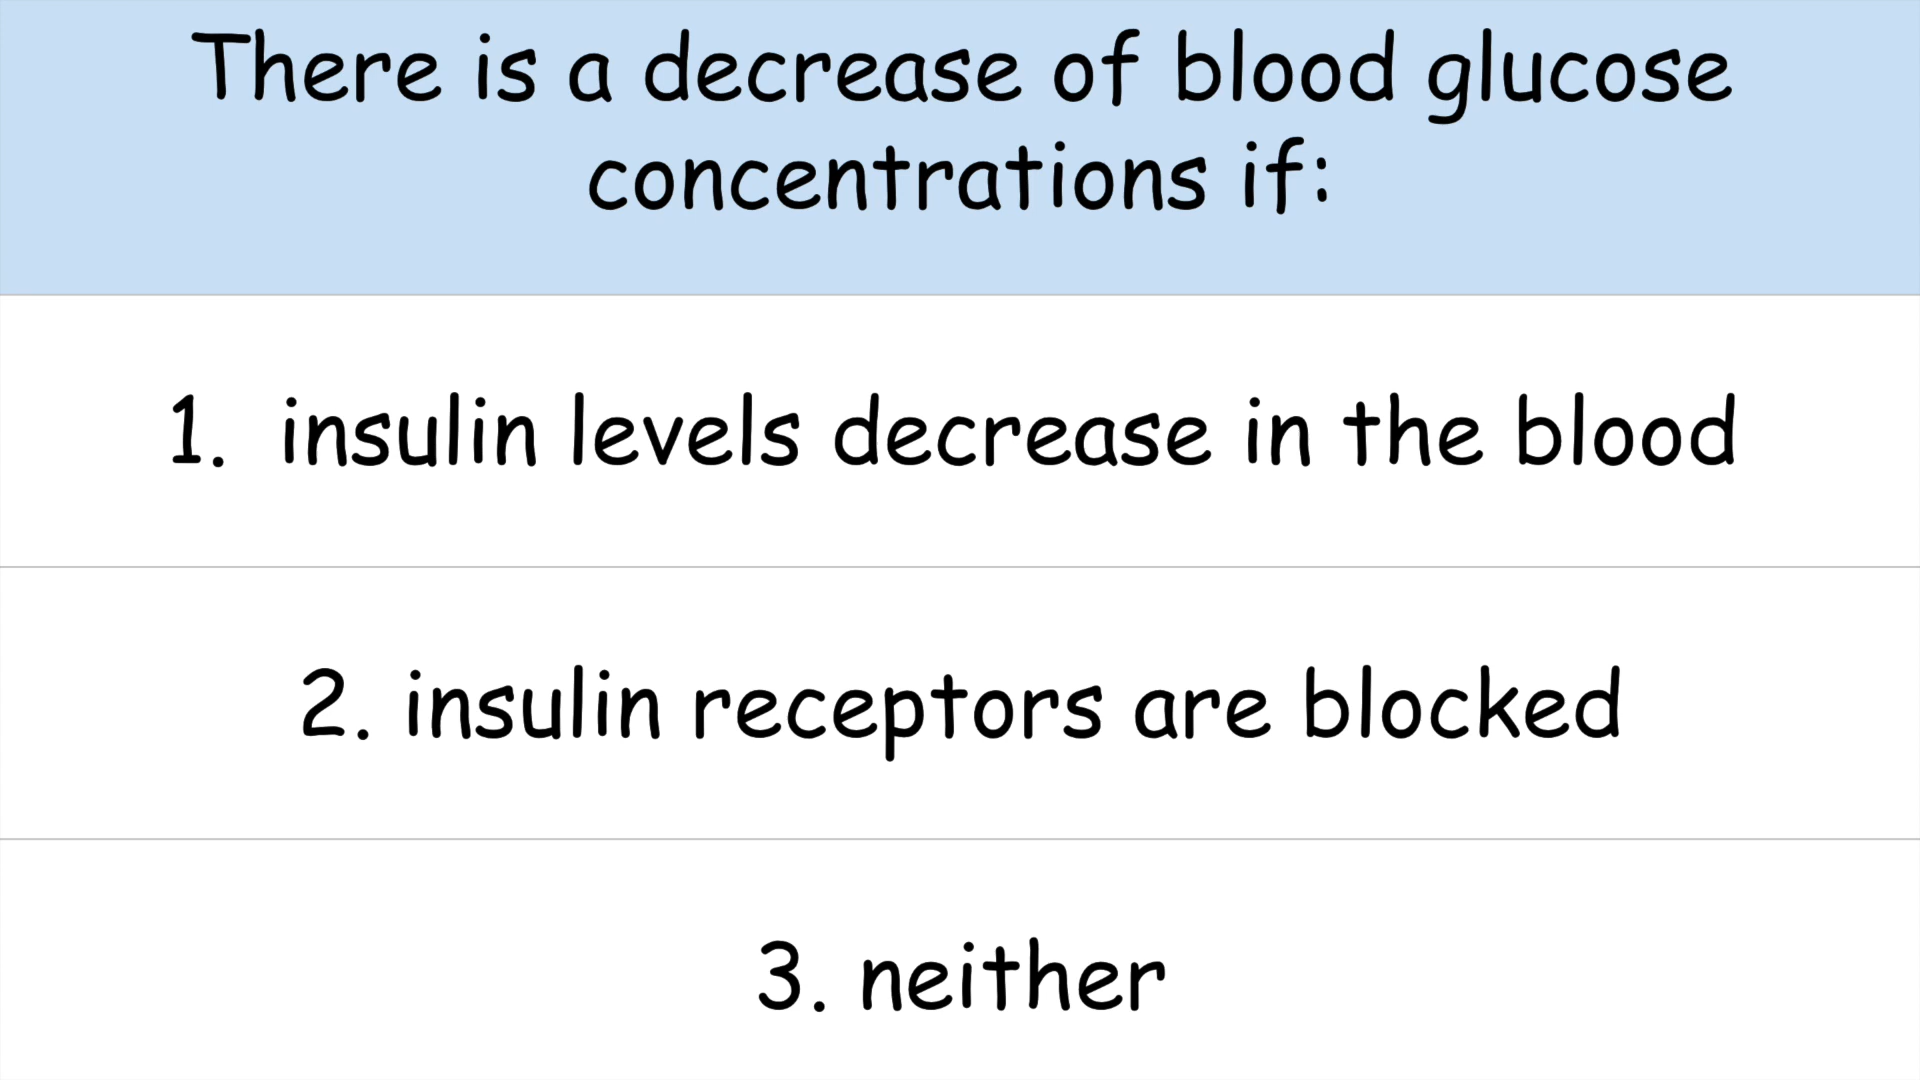 There is a decrease of blood glucose
concentrations if:
1. insulin levels decrease in the blood
2. insulin receptors are blocked
3. neither